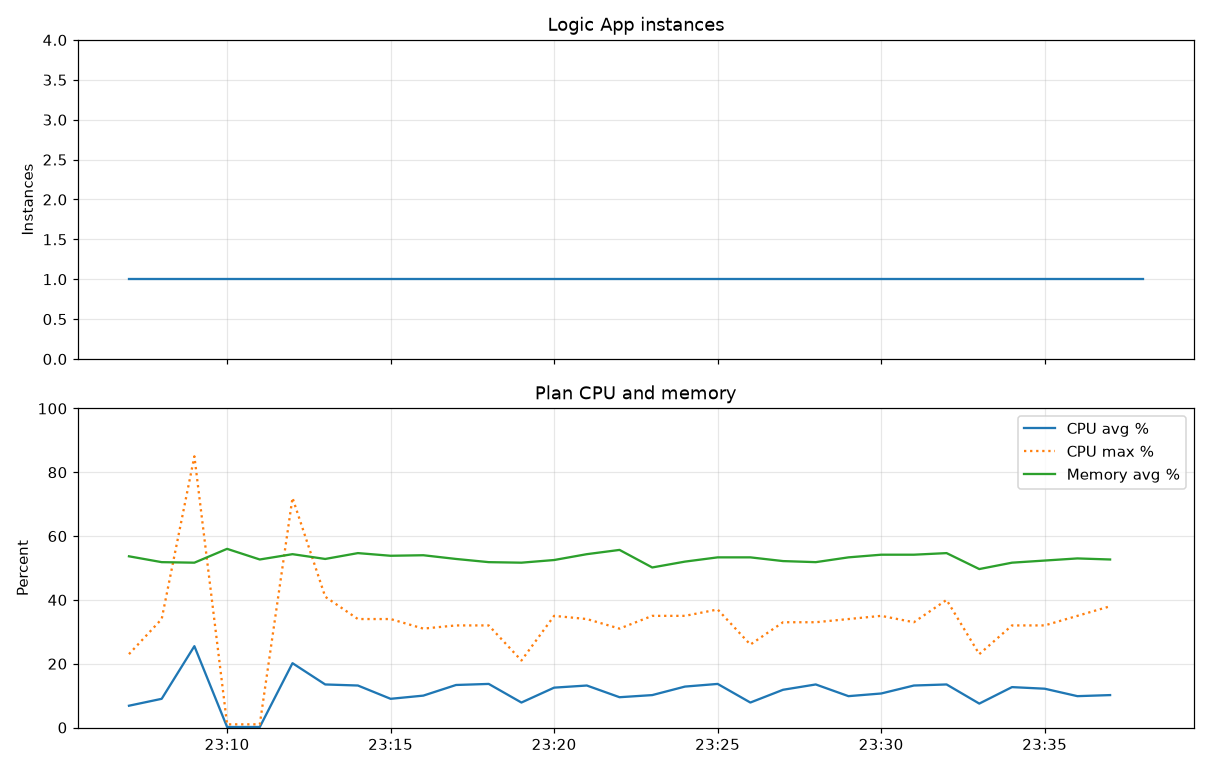 Logic App instances
4.0
3.5
3.0
2.5
2.0
1.5
1.0
0.5
0.0
Instances
Plan CPU and memory
100
80
60
40
20
0
Percent
CPU avg %
CPU max %
Memory avg %
23:10 23:15 23:20 23:25 23:30 23:35